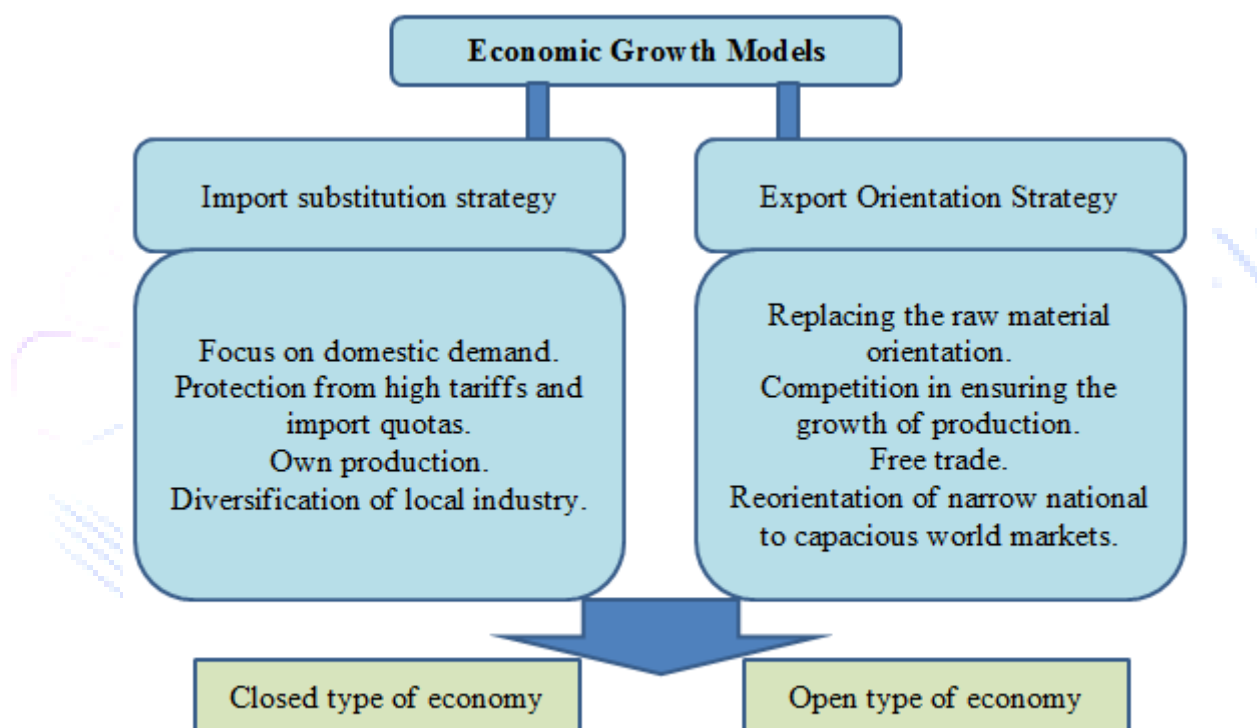 Economic Growth Models
Import substitution strategy
Focus on domestic demand.
Protection from high tariffs and
import quotas.
Own production.
Diversification of local industry.
Export Orientation Strategy
Replacing the raw material
orientation.
Competition in ensuring the
growth of production.
Free trade.
Reorientation of narrow national
to capacious world markets.
Closed type of economy
Open type of economy